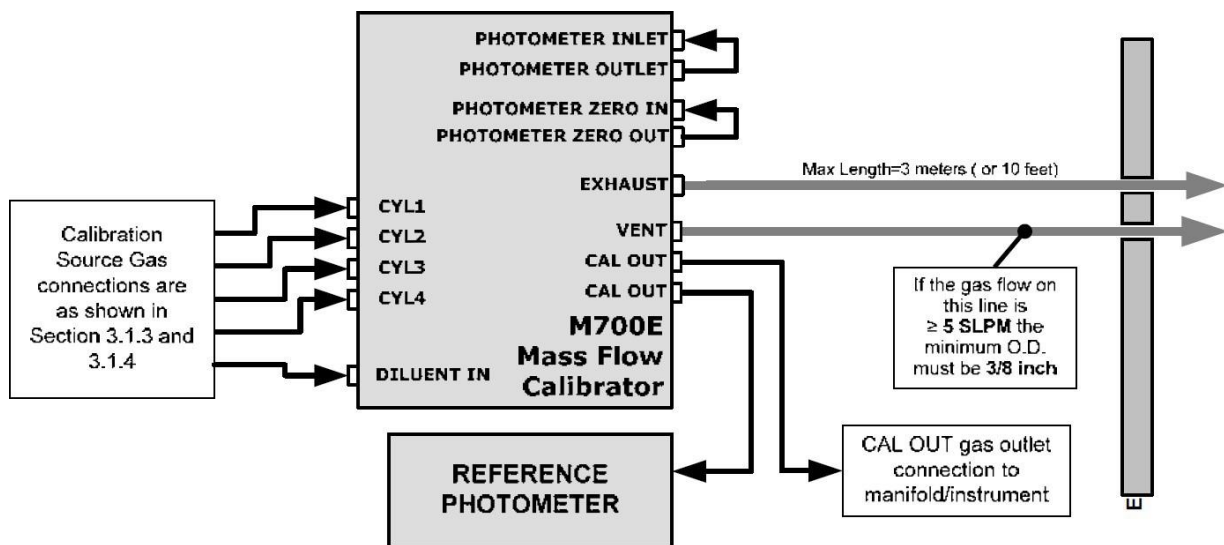 PHOTOMETER INLET
PHOTOMETER OUTLET
PHOTOMETER ZERO IN
PHOTOMETER ZERO OUT
EXHAUST
Max Length=3 meters ( or 10 feet)
VENT
CAL OUT
CAL OUT
CYL1
CYL2
CYL3
CYL4
DILUENT IN
M700E
Mass Flow
Calibrator
Calibration
Source Gas
connections are
as shown in
Section 3.1.3 and
3.1.4
If the gas flow on
this line is
≥ 5 SLPM the
minimum O.D.
must be 3/8 inch
REFERENCE
PHOTOMETER
CAL OUT gas outlet
connection to
manifold/instrument
E